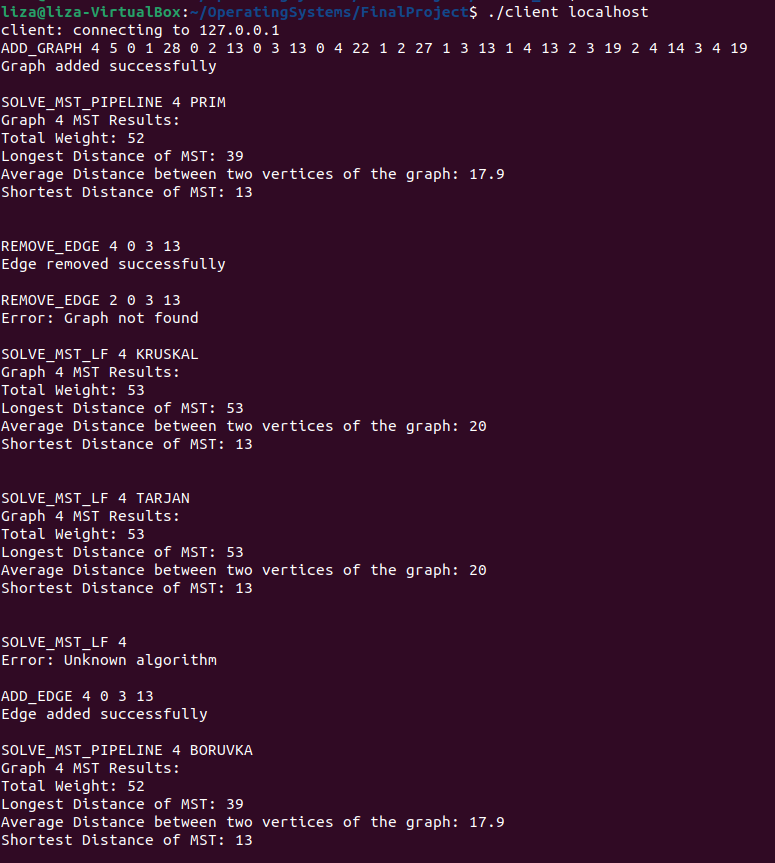 liza@liza-VirtualBox:~/OperatingSystems/FinalProject$ ./client localhost
client: connecting to 127.0.0.1
ADD_GRAPH 4 5 0 1 28 0 2 13 0 3 13 0 4 22 1 2 27 1 3 13 1 4 13 2 3 19 2 4 14 3 4 19
Graph added successfully
SOLVE_MST_PIPELINE 4 PRIM
Graph 4 MST Results:
Total Weight: 52
Longest Distance of MST: 39
Average Distance between two vertices of the graph: 17.9
Shortest Distance of MST: 13
REMOVE_EDGE 4 0 3 13
Edge removed successfully
REMOVE_EDGE 2 0 3 13
Error: Graph not found
SOLVE_MST_LF 4 KRUSKAL
Graph 4 MST Results:
Total Weight: 53
Longest Distance of MST: 53
Average Distance between two vertices of the graph: 20
Shortest Distance of MST: 13
SOLVE_MST_LF 4 TARJAN
Graph 4 MST Results:
Total Weight: 53
Longest Distance of MST: 53
Average Distance between two vertices of the graph: 20
Shortest Distance of MST: 13
SOLVE_MST_LF 4
Error: Unknown algorithm
ADD_EDGE 4 0 3 13
Edge added successfully
SOLVE_MST_PIPELINE 4 BORUVKA
Graph 4 MST Results:
Total Weight: 52
Longest Distance of MST: 39
Average Distance between two vertices of the graph: 17.9
Shortest Distance of MST: 13